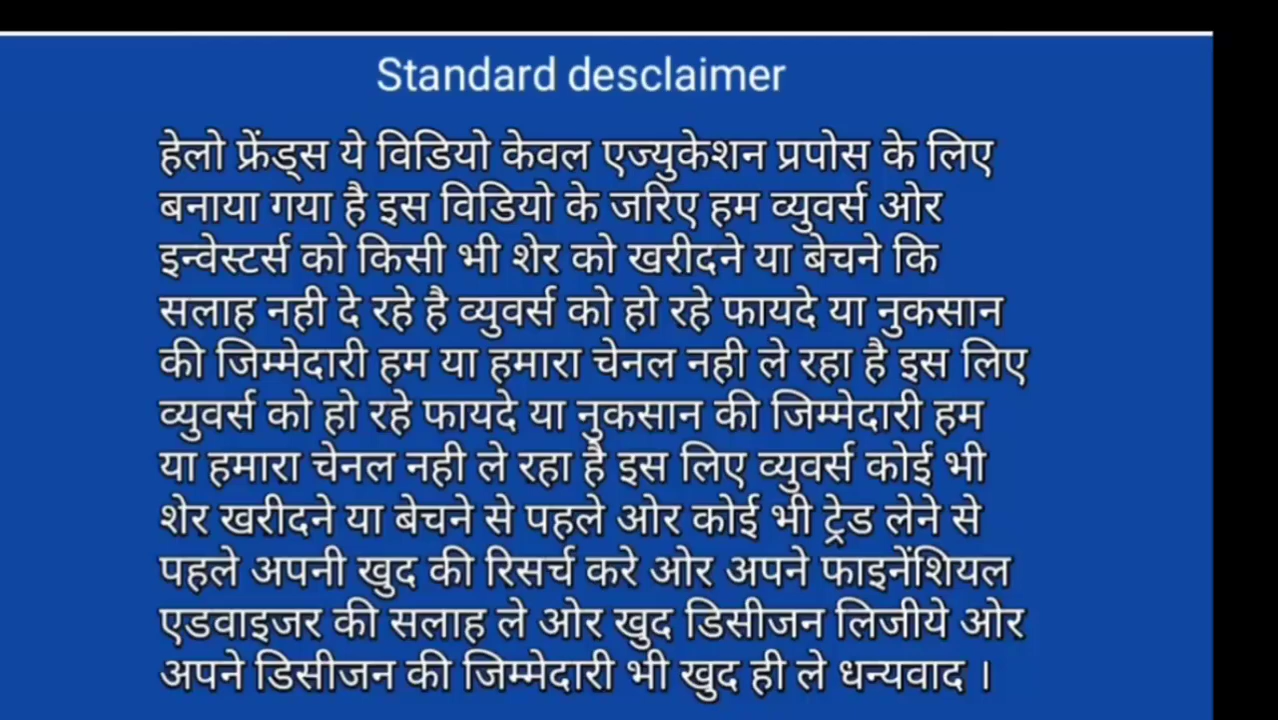 Standard desclaimer
हेलो फ्रेंड्स ये विडियो केवल एज्युकेशन प्रपोस के लिए
बनाया गया है इस विडियो के जरिए हम व्युवर्स ओर
इन्वेस्टर्स को किसी भी शेर को खरीदने या बेचने कि
सलाह नही दे रहे है व्युवर्स को हो रहे फायदे या नुकसान
की जिम्मेदारी हम या हमारा चेनल नही ले रहा है इस लिए
व्युवर्स को हो रहे फायदे या नुकसान की जिम्मेदारी हम
या हमारा चेनल नही ले रहा है इस लिए व्युवर्स कोई भी
शेर खरीदने या बेचने से पहले ओर कोई भी ट्रेड लेने से
पहले अपनी खुद की रिसर्च करे ओर अपने फाइनेंशियल
एडवाइजर की सलाह ले ओर खुद डिसीजन लिजीये ओर
अपने डिसीजन की जिम्मेदारी भी खुद ही ले धन्यवाद ।